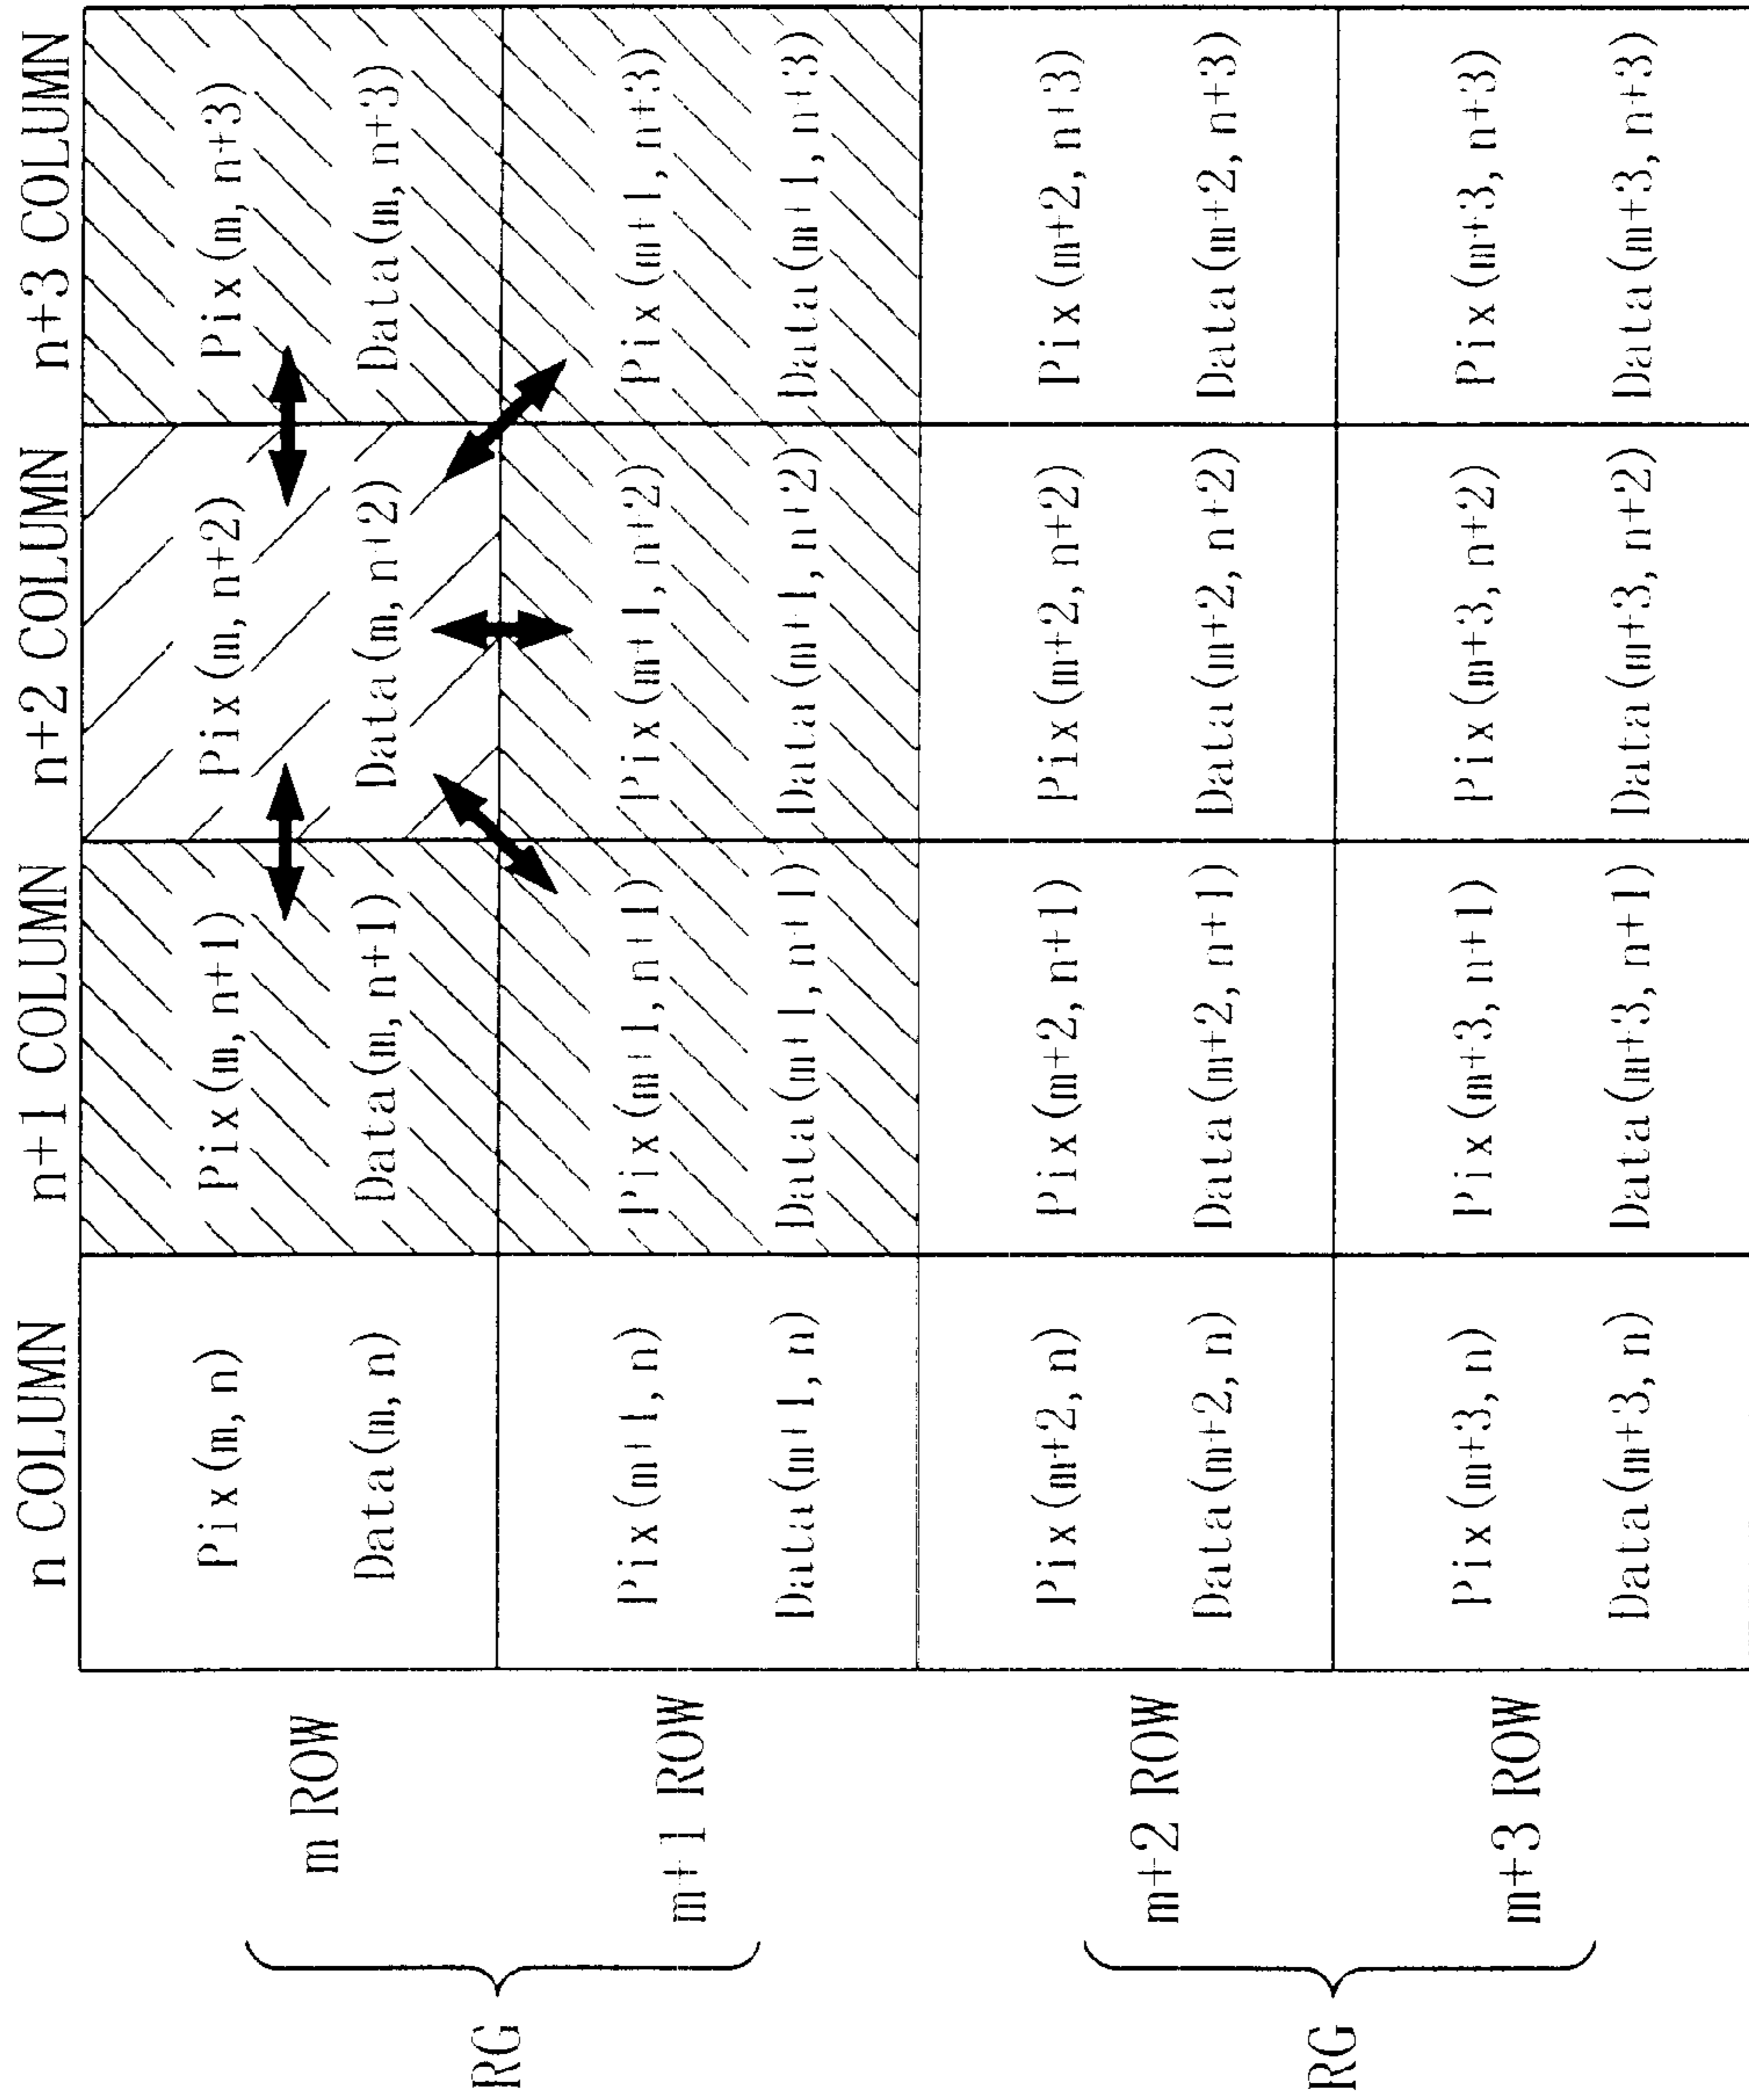 n COLUMN n+1 COLUMN n+2 COLUMN n+3 COLUMN
RG
m ROW
Pix(m, n) Pix(m, n+1) Pix(m, n+2) Pix(m, n+3)
Data(m, n) Data(m, n+1) Data(m, n+2) Data(m, n+3)
m+1 ROW
Pix(m+1, n) Pix(m+1, n+1) Pix(m+1, n+2) Pix(m+1, n+3)
Data(m+1, n) Data(m+1, n+1) Data(m+1, n+2) Data(m+1, n+3)
RG
m+2 ROW
Pix(m+2, n) Pix(m+2, n+1) Pix(m+2, n+2) Pix(m+2, n+3)
Data(m+2, n) Data(m+2, n+1) Data(m+2, n+2) Data(m+2, n+3)
m+3 ROW
Pix(m+3, n) Pix(m+3, n+1) Pix(m+3, n+2) Pix(m+3, n+3)
Data(m+3, n) Data(m+3, n+1) Data(m+3, n+2) Data(m+3, n+3)